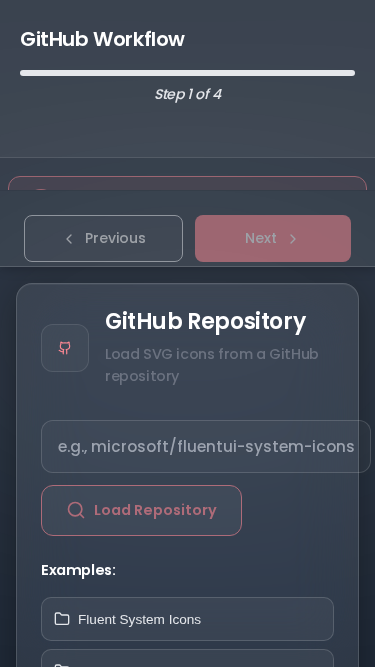 GitHub Workflow
Step 1 of 4
Previous
Next
GitHub Repository
Load SVG icons from a GitHub
repository
e.g., microsoft/fluentui-system-icons
Load Repository
Examples:
Fluent System Icons